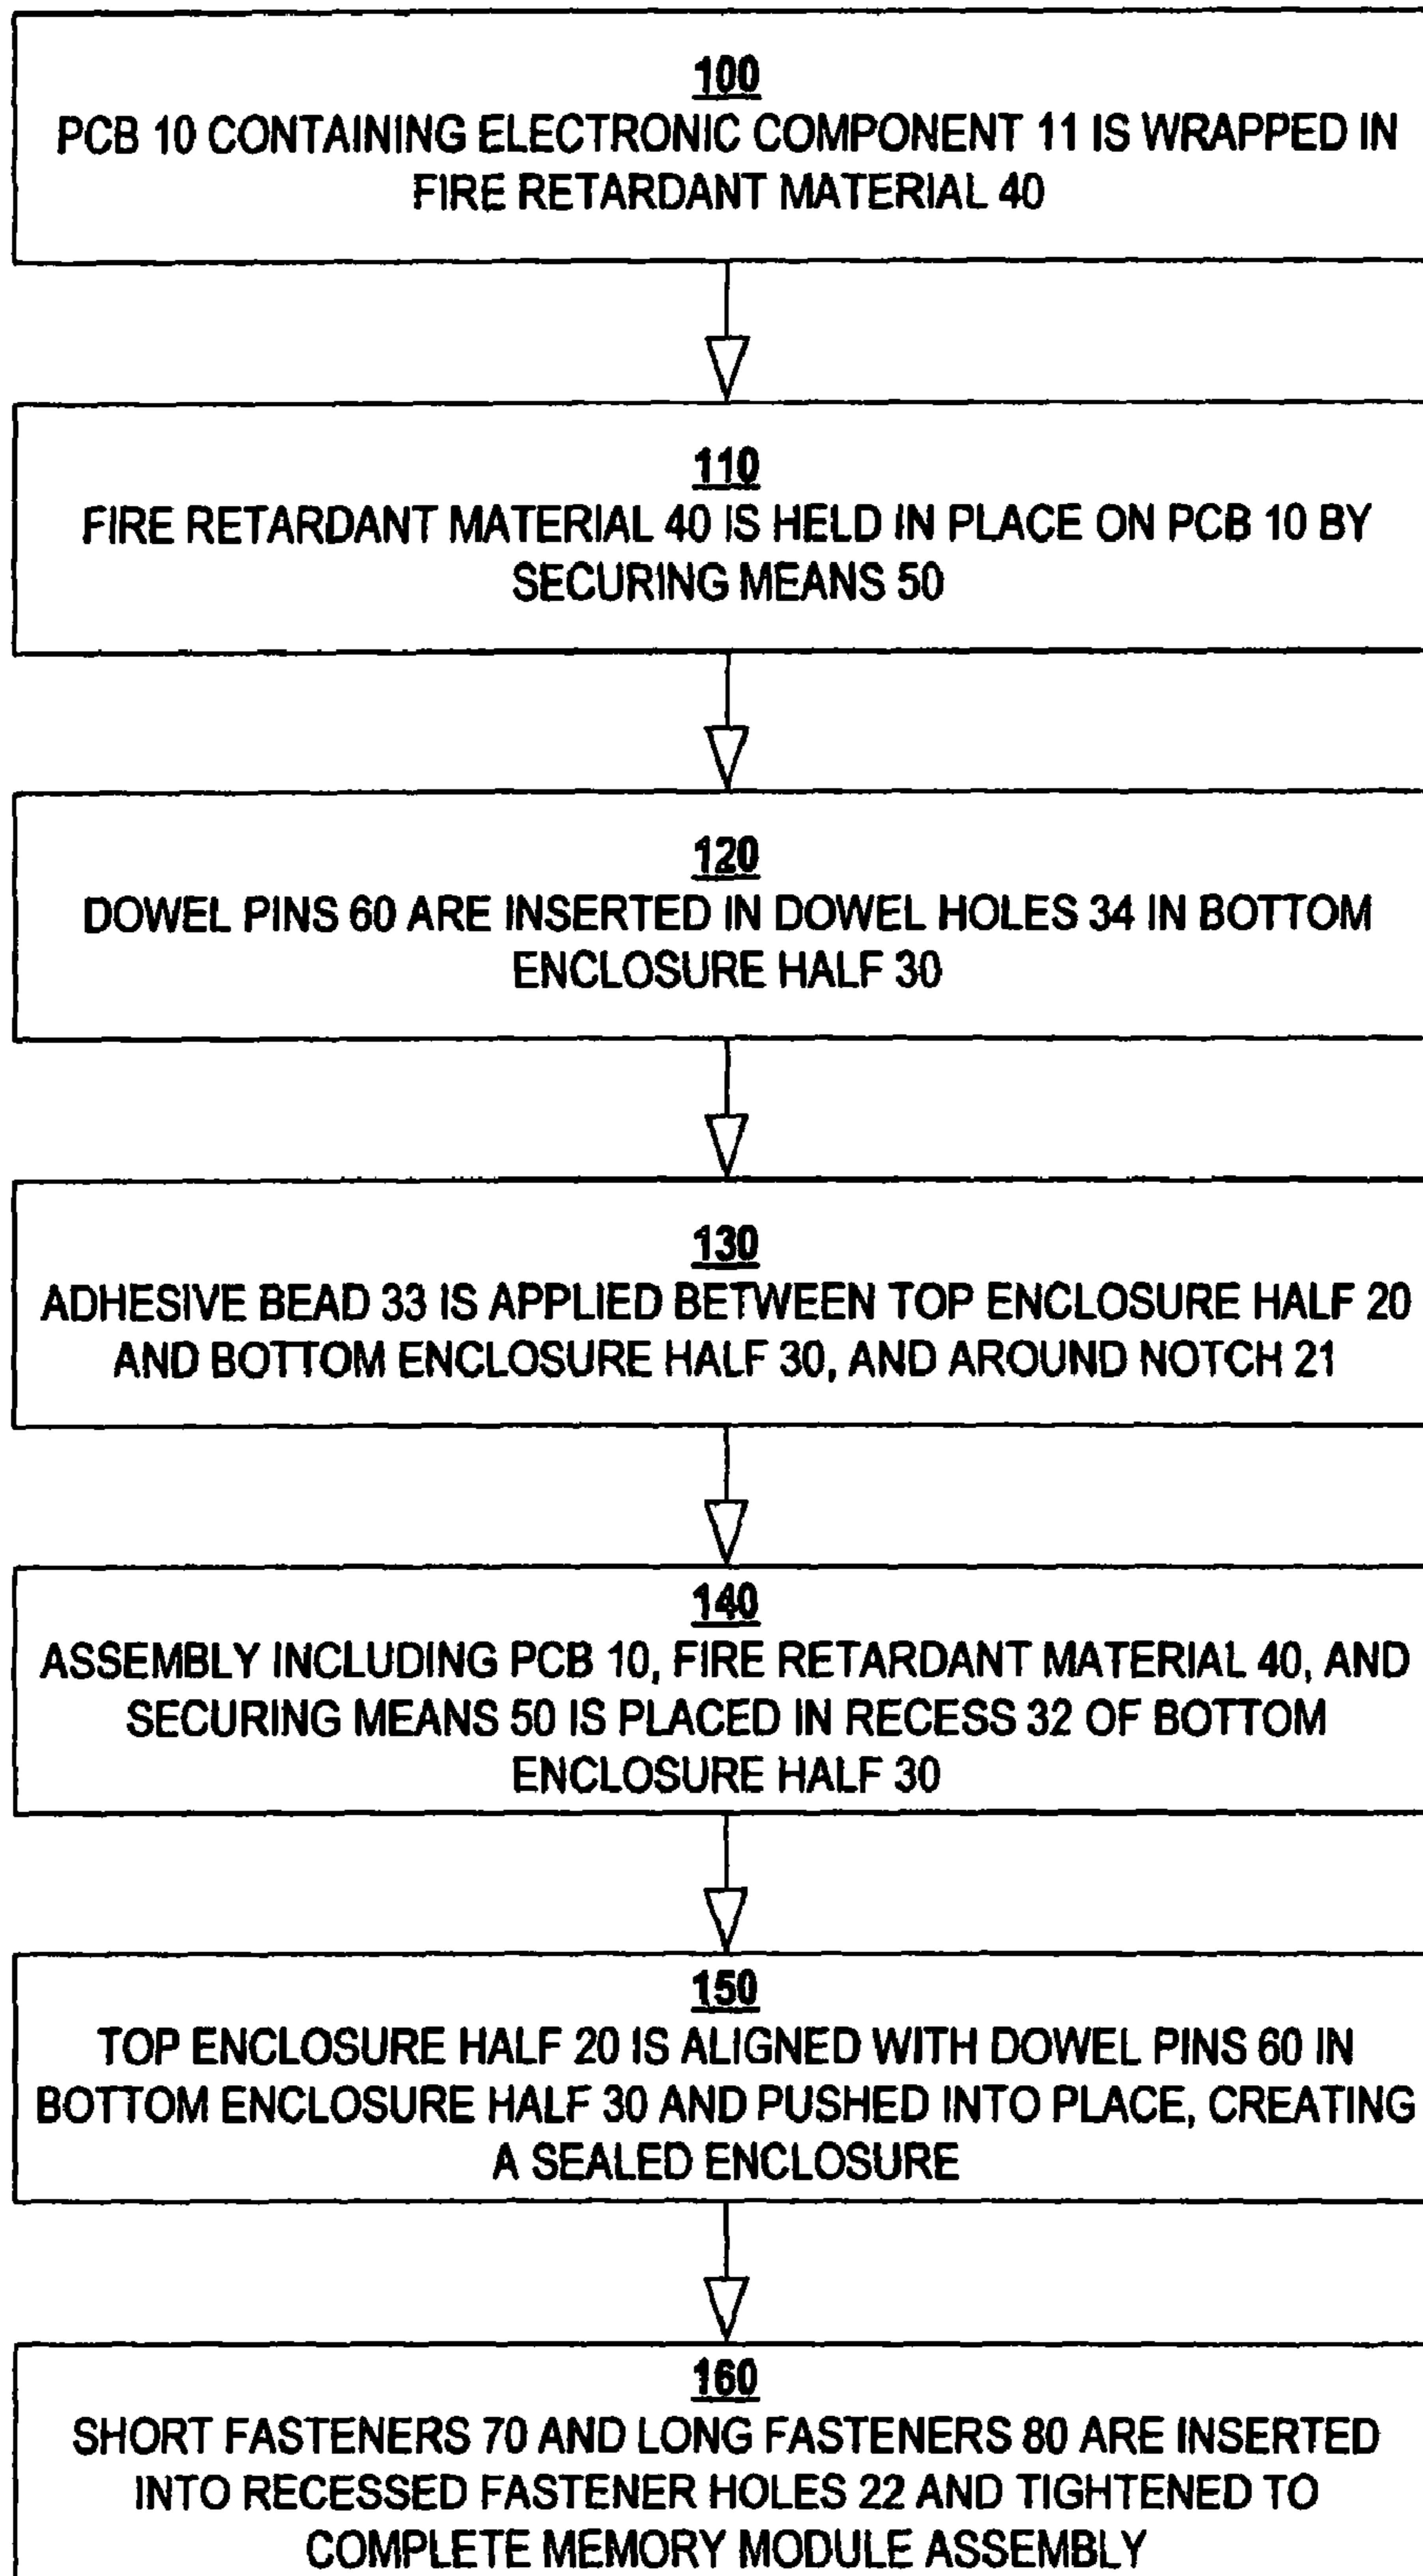 100
PCB 10 CONTAINING ELECTRONIC COMPONENT 11 IS WRAPPED IN
FIRE RETARDANT MATERIAL 40
110
FIRE RETARDANT MATERIAL 40 IS HELD IN PLACE ON PCB 10 BY
SECURING MEANS 50
120
DOWEL PINS 60 ARE INSERTED IN DOWEL HOLES 34 IN BOTTOM
ENCLOSURE HALF 30
130
ADHESIVE BEAD 33 IS APPLIED BETWEEN TOP ENCLOSURE HALF 20
AND BOTTOM ENCLOSURE HALF 30, AND AROUND NOTCH 21
140
ASSEMBLY INCLUDING PCB 10, FIRE RETARDANT MATERIAL 40, AND
SECURING MEANS 50 IS PLACED IN RECESS 32 OF BOTTOM
ENCLOSURE HALF 30
150
TOP ENCLOSURE HALF 20 IS ALIGNED WITH DOWEL PINS 60 IN
BOTTOM ENCLOSURE HALF 30 AND PUSHED INTO PLACE, CREATING
A SEALED ENCLOSURE
160
SHORT FASTENERS 70 AND LONG FASTENERS 80 ARE INSERTED
INTO RECESSED FASTENER HOLES 22 AND TIGHTENED TO
COMPLETE MEMORY MODULE ASSEMBLY